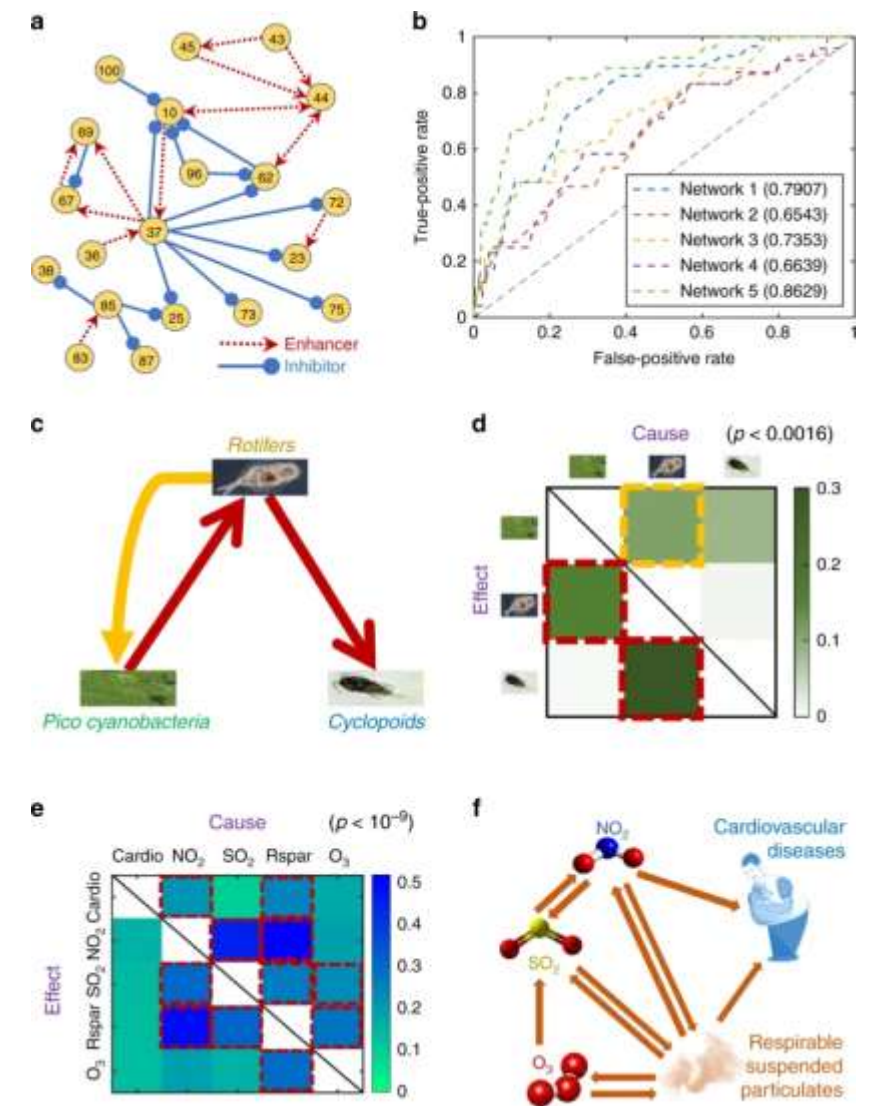 a
45
43
100
44
10
69
96
62
67
72
37
36
23
38
85
25
73
75
83
87
Enhancer
Inhibitor
b
True-positive rate
1
0.8
0.6
0.4
0.2
0
Network 1 (0.7907)
Network 2 (0.6543)
Network 3 (0.7353)
Network 4 (0.6639)
Network 5 (0.8629)
0
0.2
0.4
0.6
0.8
1
False-positive rate
c
Rotifers
Pico cyanobacteria
Cyclopoids
d
Cause
(p < 0.0016)
Effect
0.3
0.2
0.1
0
e
Cause
(p < 10⁻⁹)
Cardio NO₂ SO₂ Rspar O₃
Effect
Cardio
NO₂
SO₂
Rspar
O₃
0.5
0.4
0.3
0.2
0.1
0
f
NO₂
Cardiovascular
diseases
SO₂
O₃
Respirable
suspended
particulates